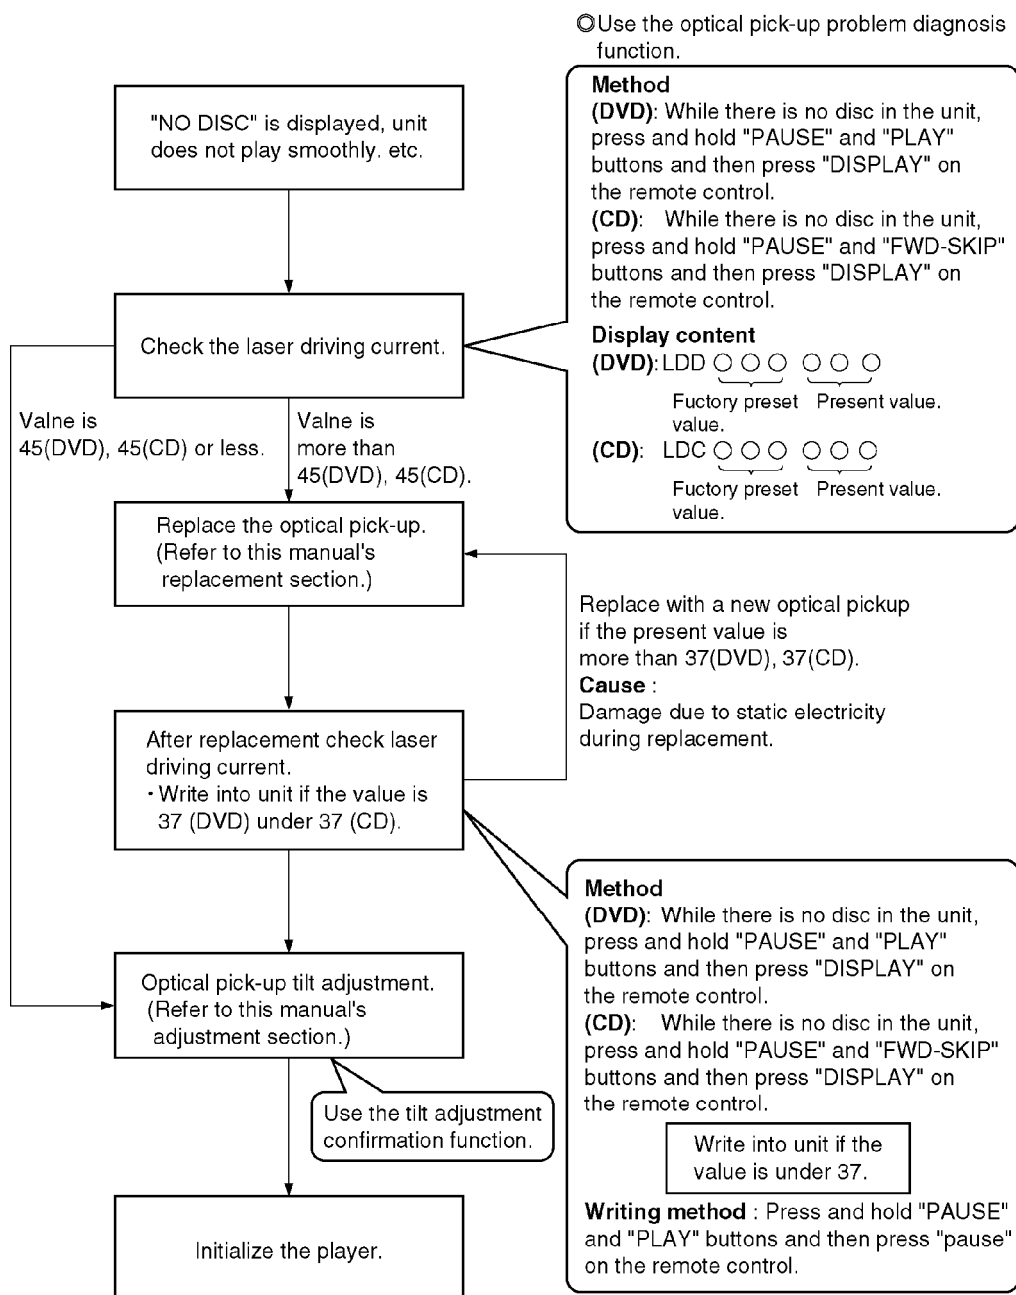 ◎Use the optical pick-up problem diagnosis
function.
"NO DISC" is displayed, unit
does not play smoothly. etc.
Method
(DVD): While there is no disc in the unit,
press and hold "PAUSE" and "PLAY"
buttons and then press "DISPLAY" on
the remote control.
(CD): While there is no disc in the unit,
press and hold "PAUSE" and "FWD-SKIP"
buttons and then press "DISPLAY" on
the remote control.
Display content
(DVD): LDD ○ ○ ○ ○ ○ ○
Fuctory preset Present value.
value.
(CD): LDC ○ ○ ○ ○ ○ ○
Fuctory preset Present value.
value.
Check the laser driving current.
Valne is
45(DVD), 45(CD) or less.
Value is
more than
45(DVD), 45(CD).
Replace the optical pick-up.
(Refer to this manual's
replacement section.)
Replace with a new optical pickup
if the present value is
more than 37(DVD), 37(CD).
Cause :
Damage due to static electricity
during replacement.
After replacement check laser
driving current.
・Write into unit if the value is
37 (DVD) under 37 (CD).
Method
(DVD): While there is no disc in the unit,
press and hold "PAUSE" and "PLAY"
buttons and then press "DISPLAY" on
the remote control.
(CD): While there is no disc in the unit,
press and hold "PAUSE" and "FWD-SKIP"
buttons and then press "DISPLAY" on
the remote control.
Write into unit if the
value is under 37.
Writing method : Press and hold "PAUSE"
and "PLAY" buttons and then press "pause"
on the remote control.
Optical pick-up tilt adjustment.
(Refer to this manual's
adjustment section.)
Use the tilt adjustment
confirmation function.
Initialize the player.